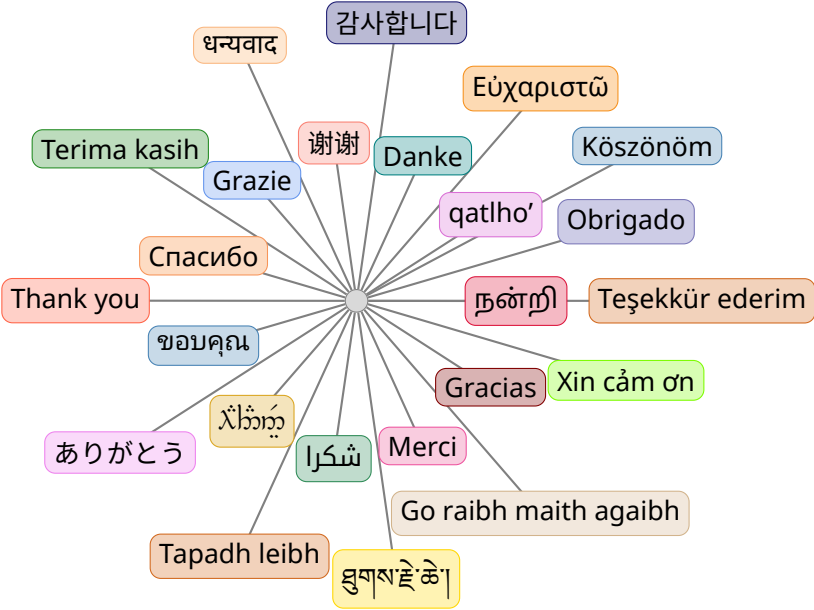 감사합니다
धन्यवाद
Εὐχαριστῶ
谢谢
Köszönöm
Terima kasih
Danke
Grazie
qatlho’
Obrigado
Спасибо
Thank you
நன்றி
Teşekkür ederim
ขอบคุณ
Xin cảm ơn
Gracias
ありがとう
شكرا
Merci
Go raibh maith agaibh
Tapadh leibh
ཐུགས་རྗེ་ཆེ་།